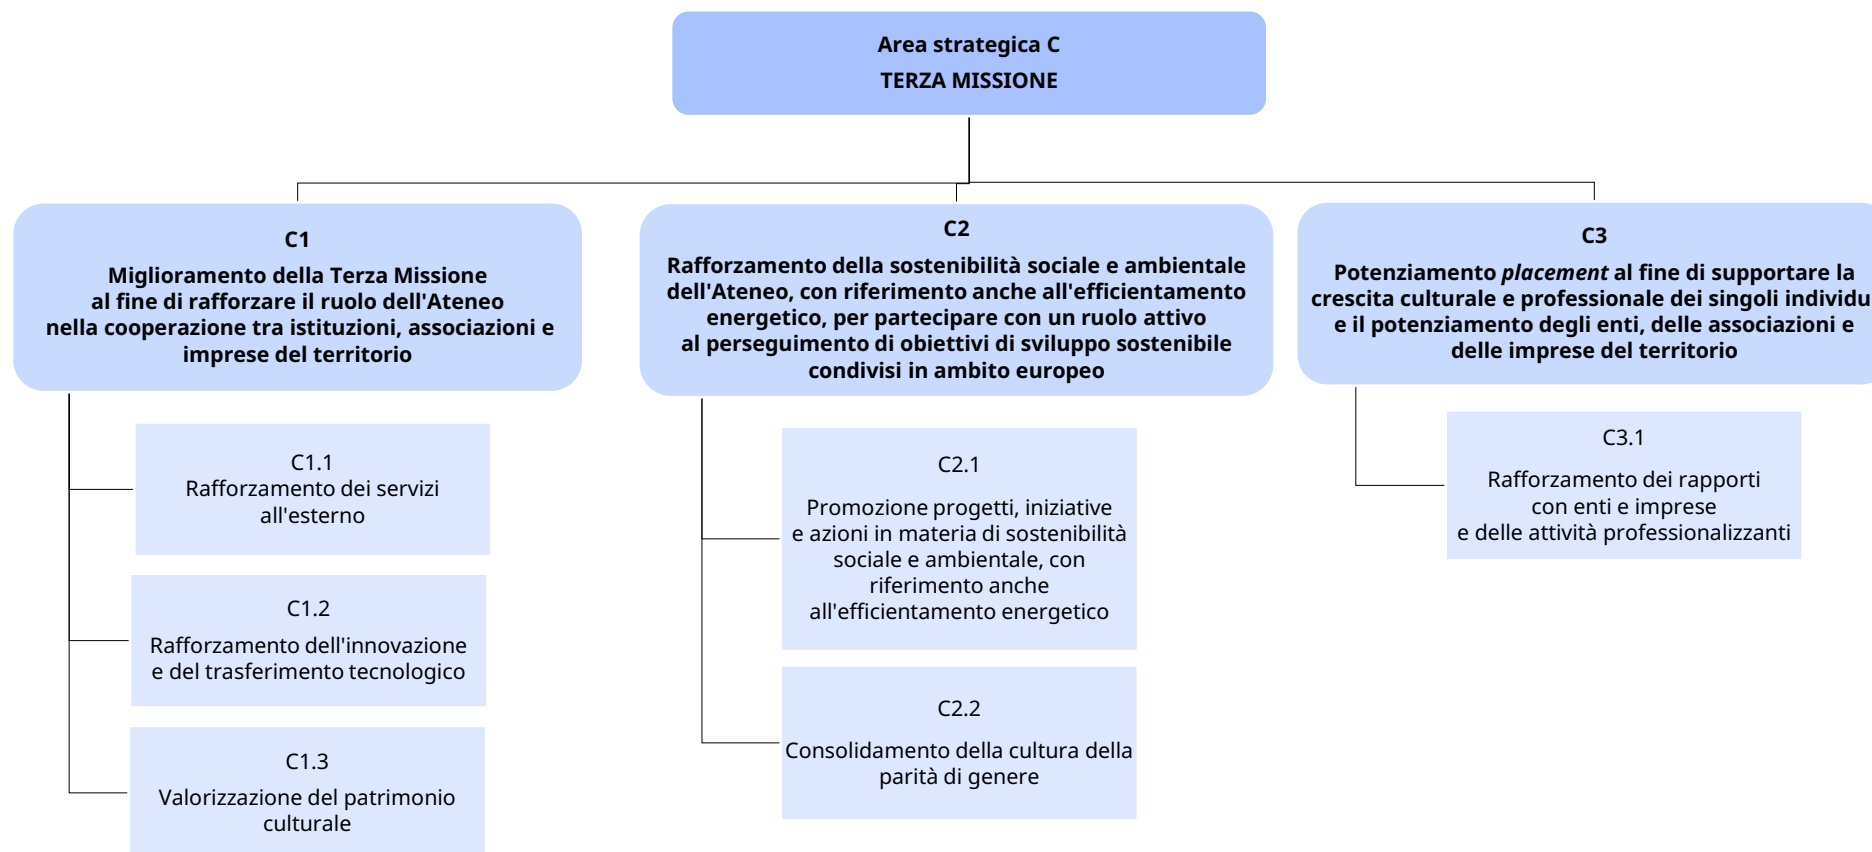 Area strategica C
TERZA MISSIONE
C1
Miglioramento della Terza Missione
al fine di rafforzare il ruolo dell'Ateneo
nella cooperazione tra istituzioni, associazioni e
imprese del territorio
C1.1
Rafforzamento dei servizi
all'esterno
C1.2
Rafforzamento dell'innovazione
e del trasferimento tecnologico
C1.3
Valorizzazione del patrimonio
culturale
C2
Rafforzamento della sostenibilità sociale e ambientale
dell'Ateneo, con riferimento anche all'efficientamento
energetico, per partecipare con un ruolo attivo
al perseguimento di obiettivi di sviluppo sostenibile
condivisi in ambito europeo
C2.1
Promozione progetti, iniziative
e azioni in materia di sostenibilità
sociale e ambientale, con
riferimento anche
all'efficientamento energetico
C2.2
Consolidamento della cultura della
parità di genere
C3
Potenziamento placement al fine di supportare la
crescita culturale e professionale dei singoli individu
e il potenziamento degli enti, delle associazioni e
delle imprese del territorio
C3.1
Rafforzamento dei rapporti
con enti e imprese
e delle attività professionalizzanti